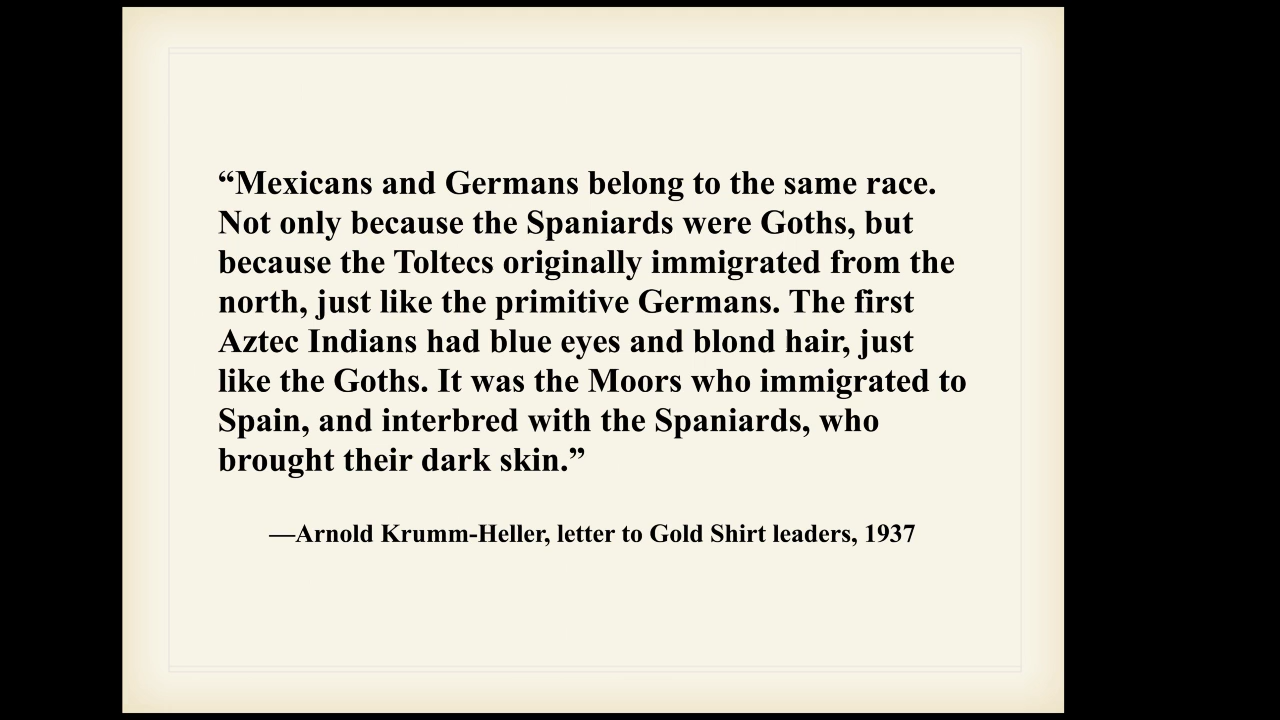 “Mexicans and Germans belong to the same race.
Not only because the Spaniards were Goths, but
because the Toltecs originally immigrated from the
north, just like the primitive Germans. The first
Aztec Indians had blue eyes and blond hair, just
like the Goths. It was the Moors who immigrated to
Spain, and interbred with the Spaniards, who
brought their dark skin.”
—Arnold Krumm-Heller, letter to Gold Shirt leaders, 1937